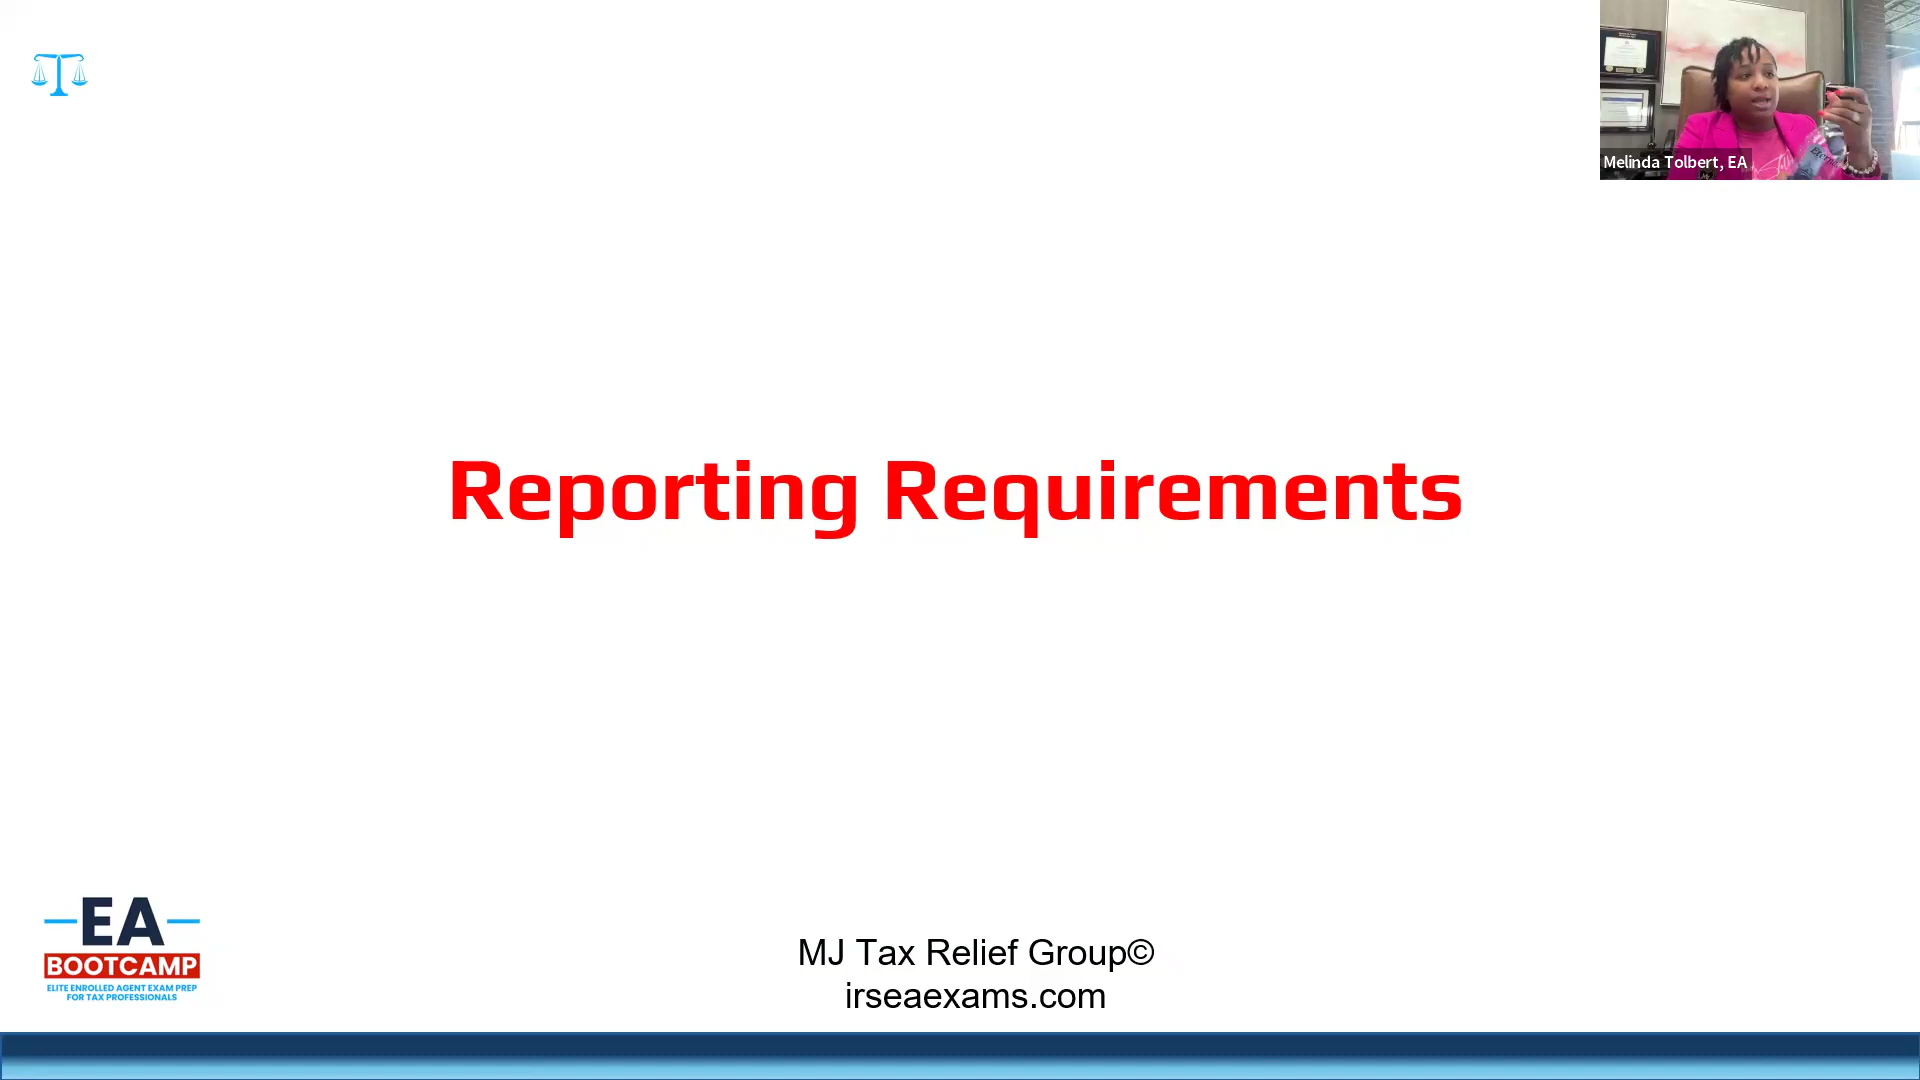 Melinda Tolbert, EA
Reporting Requirements
EA
BOOTCAMP
ELITE ENROLLED AGENT EXAM PREP
FOR TAX PROFESSIONALS
MJ Tax Relief Group©
irseaexams.com